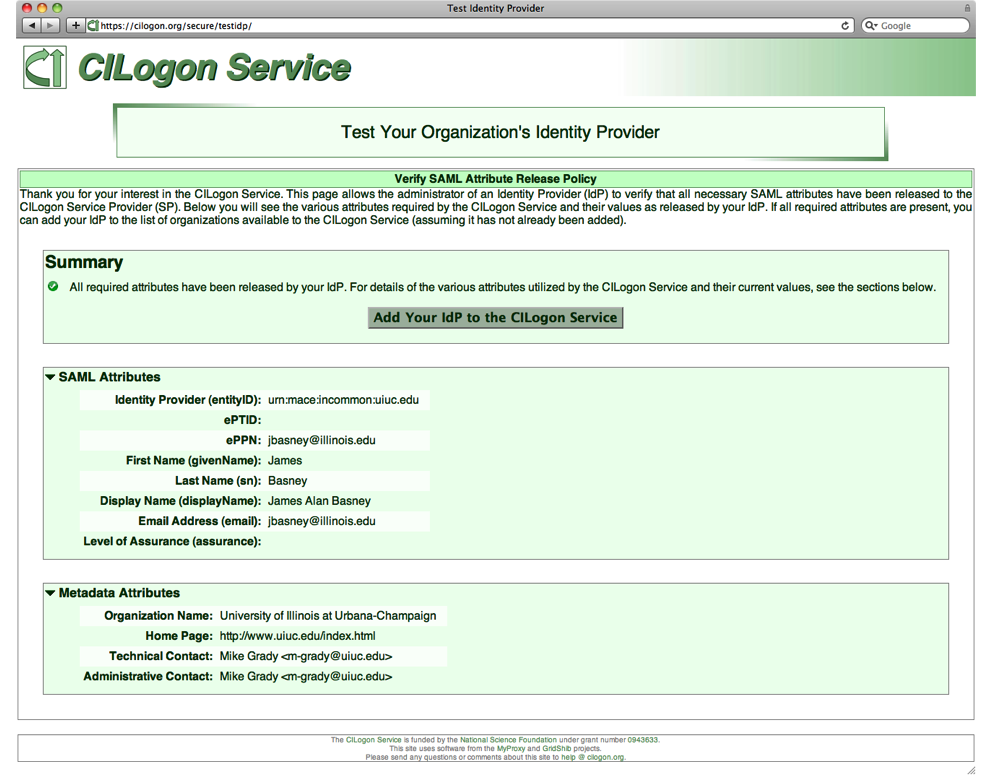 Test Identity Provider
https://cilogon.org/secure/testidp/
Google
CILogon Service
Test Your Organization's Identity Provider
Verify SAML Attribute Release Policy
Thank you for your interest in the CILogon Service. This page allows the administrator of an Identity Provider (IdP) to verify that all necessary SAML attributes have been released to the
CILogon Service Provider (SP). Below you will see the various attributes required by the CILogon Service and their values as released by your IdP. If all required attributes are present, you
can add your IdP to the list of organizations available to the CILogon Service (assuming it has not already been added).
Summary
All required attributes have been released by your IdP. For details of the various attributes utilized by the CILogon Service and their current values, see the sections below.
Add Your IdP to the CILogon Service
SAML Attributes
Identity Provider (entityID): urn:mace:incommon:uiuc.edu
ePTID:
ePPN: jbasney@illinois.edu
First Name (givenName): James
Last Name (sn): Basney
Display Name (displayName): James Alan Basney
Email Address (email): jbasney@illinois.edu
Level of Assurance (assurance):
Metadata Attributes
Organization Name: University of Illinois at Urbana-Champaign
Home Page: http://www.uiuc.edu/index.html
Technical Contact: Mike Grady <m-grady@uiuc.edu>
Administrative Contact: Mike Grady <m-grady@uiuc.edu>
The CILogon Service is funded by the National Science Foundation under grant number 0943633.
This site uses software from the MyProxy and GridShib projects.
Please send any questions or comments about this site to help @ cilogon.org.